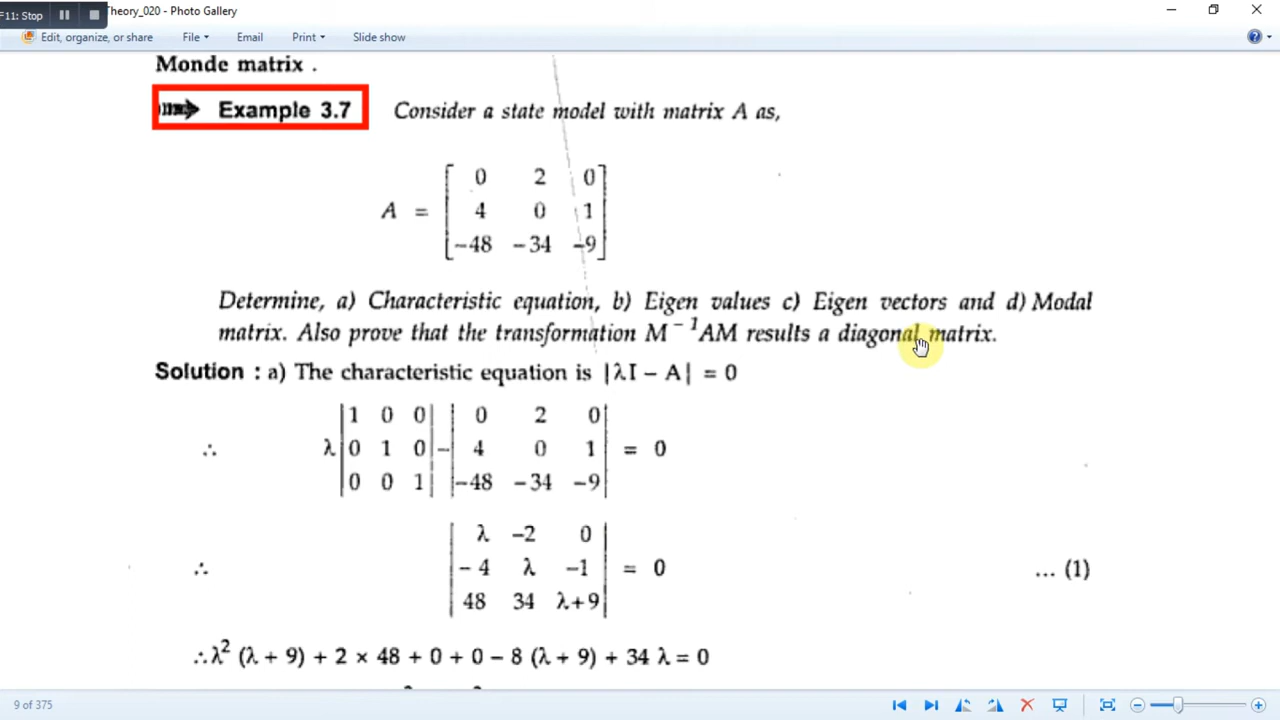 F11: Stop
Theory_020 - Photo Gallery
Edit, organize, or share File Email Print Slide show
Monde matrix .
Example 3.7 Consider a state model with matrix A as,
0 2 0
A = 4 0 1
-48 -34 -9
Determine, a) Characteristic equation, b) Eigen values c) Eigen vectors and d) Modal
matrix. Also prove that the transformation M⁻¹AM results a diagonal matrix.
Solution : a) The characteristic equation is |λI − A| = 0
1 0 0 0 2 0
∴ λ 0 1 0 − 4 0 1 = 0
0 0 1 -48 -34 -9
λ -2 0
∴ -4 λ -1 = 0 ... (1)
48 34 λ+9
∴λ² (λ + 9) + 2 × 48 + 0 + 0 − 8 (λ + 9) + 34 λ = 0
9 of 375